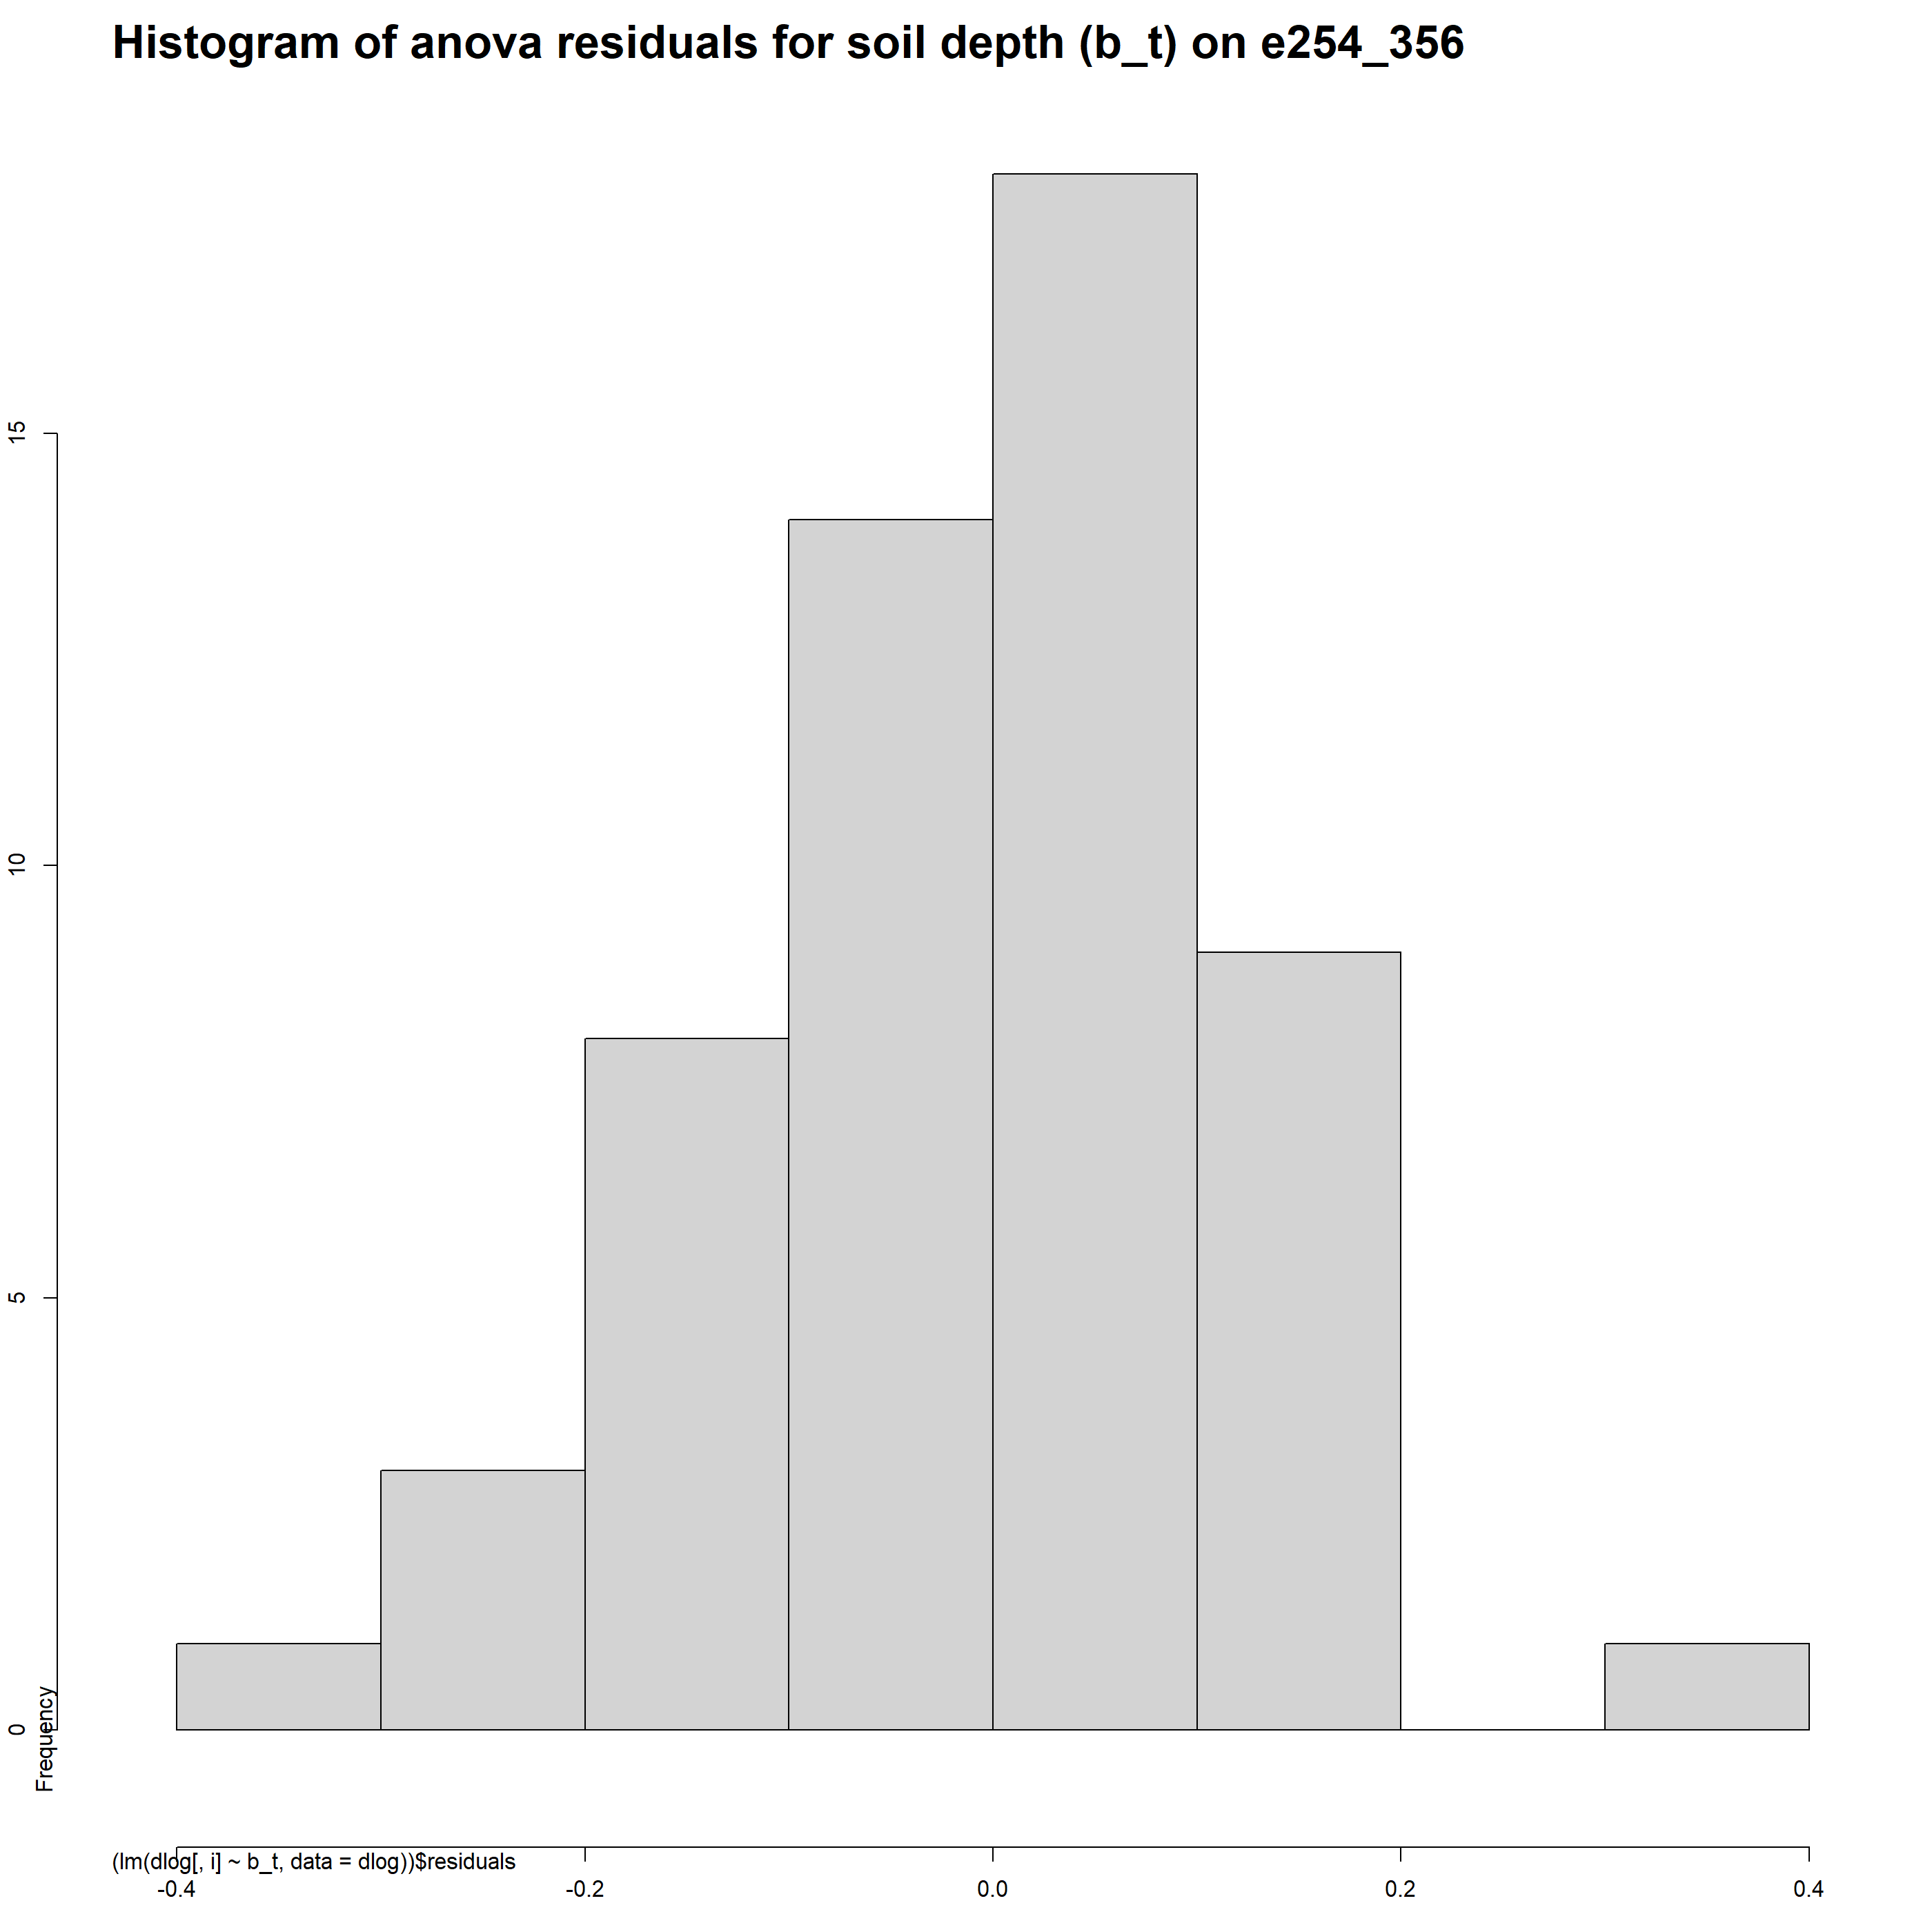 Histogram of anova residuals for soil depth (b_t) on e254_356
15
10
5
0
Frequency
(lm(dlog[, i] ~ b_t, data = dlog))$residuals
-0.4 -0.2 0.0 0.2 0.4